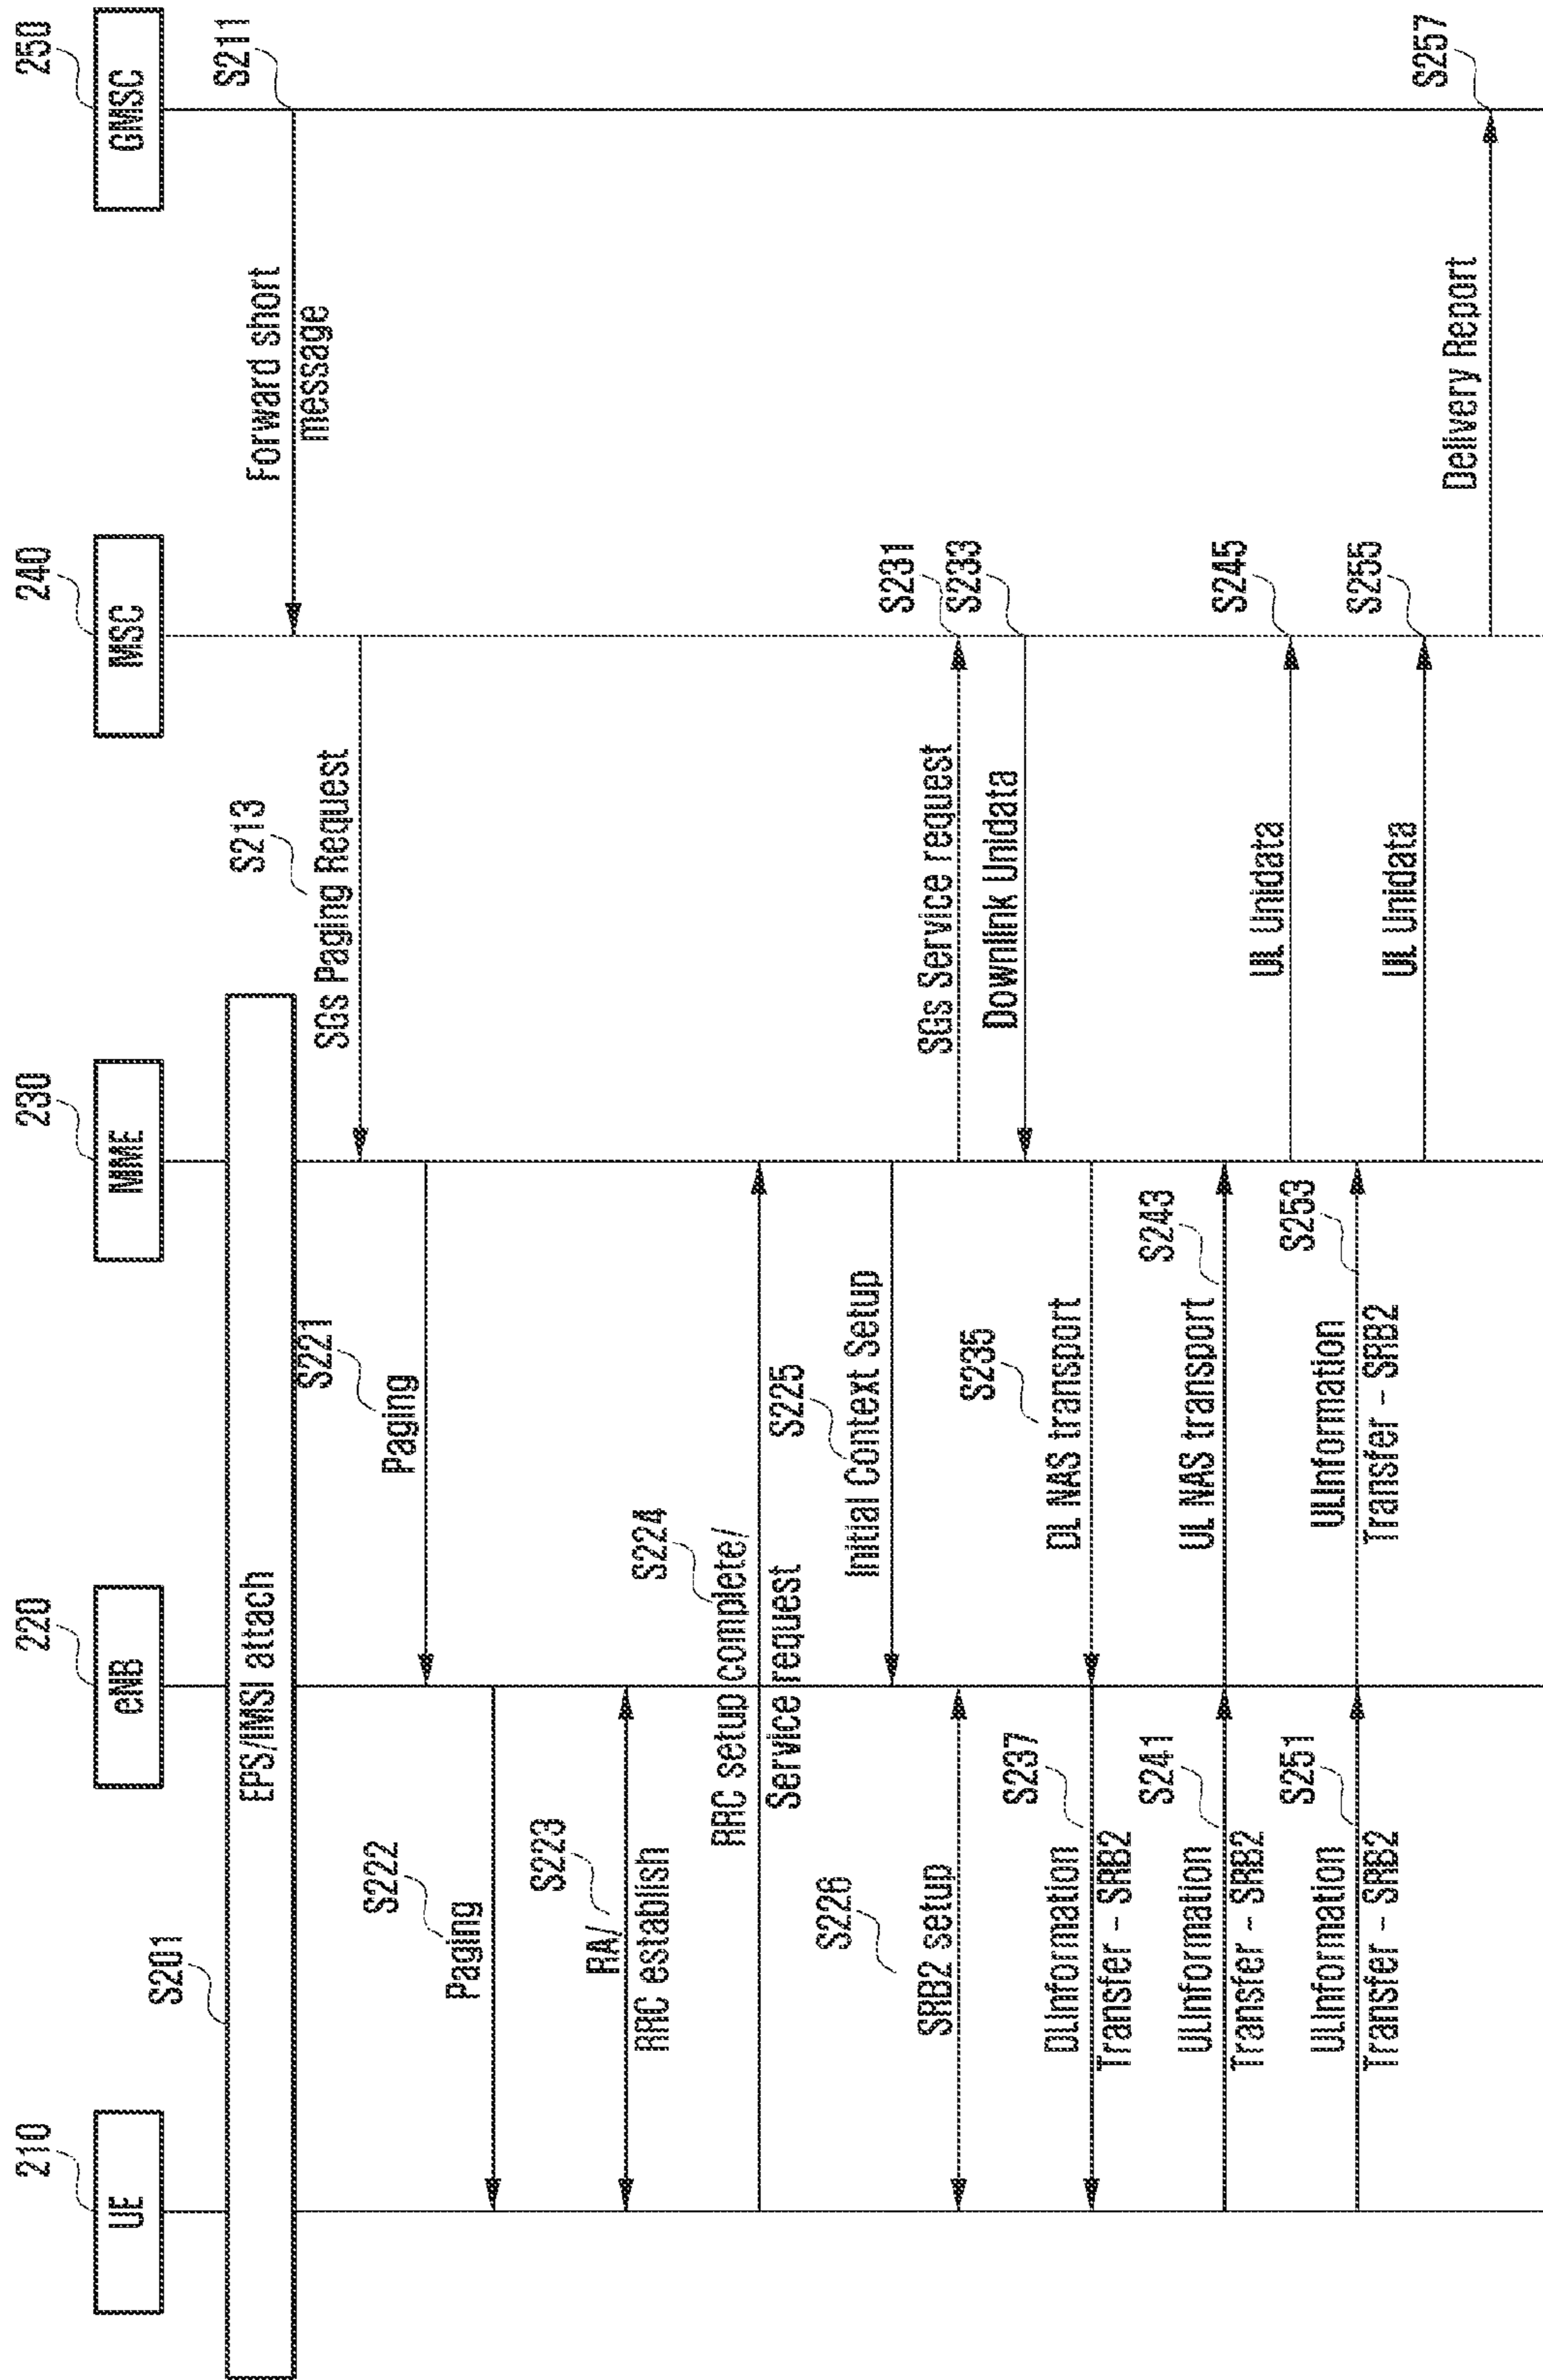 210
220
230
240
250
UE
eNB
MME
MSC
GMSC
S201
EPS/IMSI attach
S211
Forward short
message
S213
SGs Paging Request
S221
Paging
S222
Paging
S223
RA/
RRC establish
S224
RRC setup complete/
Service request
S225
Initial Context Setup
S226
SRB2 setup
SGs Service request
S231
Downlink Unidata
S233
S235
DL NAS transport
S237
DLInformation
Transfer - SRB2
S241
ULInformation
Transfer - SRB2
S243
UL NAS transport
UL Unidata
S245
S251
ULInformation
Transfer - SRB2
S253
ULInformation
Transfer - SRB2
UL Unidata
S255
Delivery Report
S257